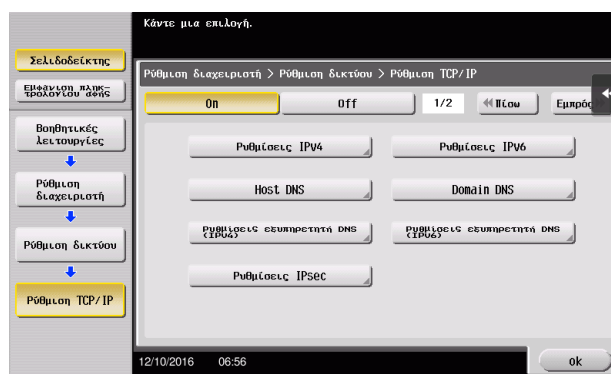 Κάντε μια επιλογή.
Σελιδοδείκτης
Εμφάνιση πληκ-
τρολογίου αφής
Βοηθητικές
λειτουργίες
Ρύθμιση
διαχειριστή
Ρύθμιση δικτύου
Ρύθμιση TCP/IP
Ρύθμιση διαχειριστή > Ρύθμιση δικτύου > Ρύθμιση TCP/IP
On
Off
1/2
Πίσω
Εμπρός
Ρυθμίσεις IPv4
Ρυθμίσεις IPv6
Host DNS
Domain DNS
Ρυθμίσεις εξυπηρετητή DNS
(IPv4)
Ρυθμίσεις εξυπηρετητή DNS
(IPv6)
Ρυθμίσεις IPsec
12/10/2016 06:56
ok